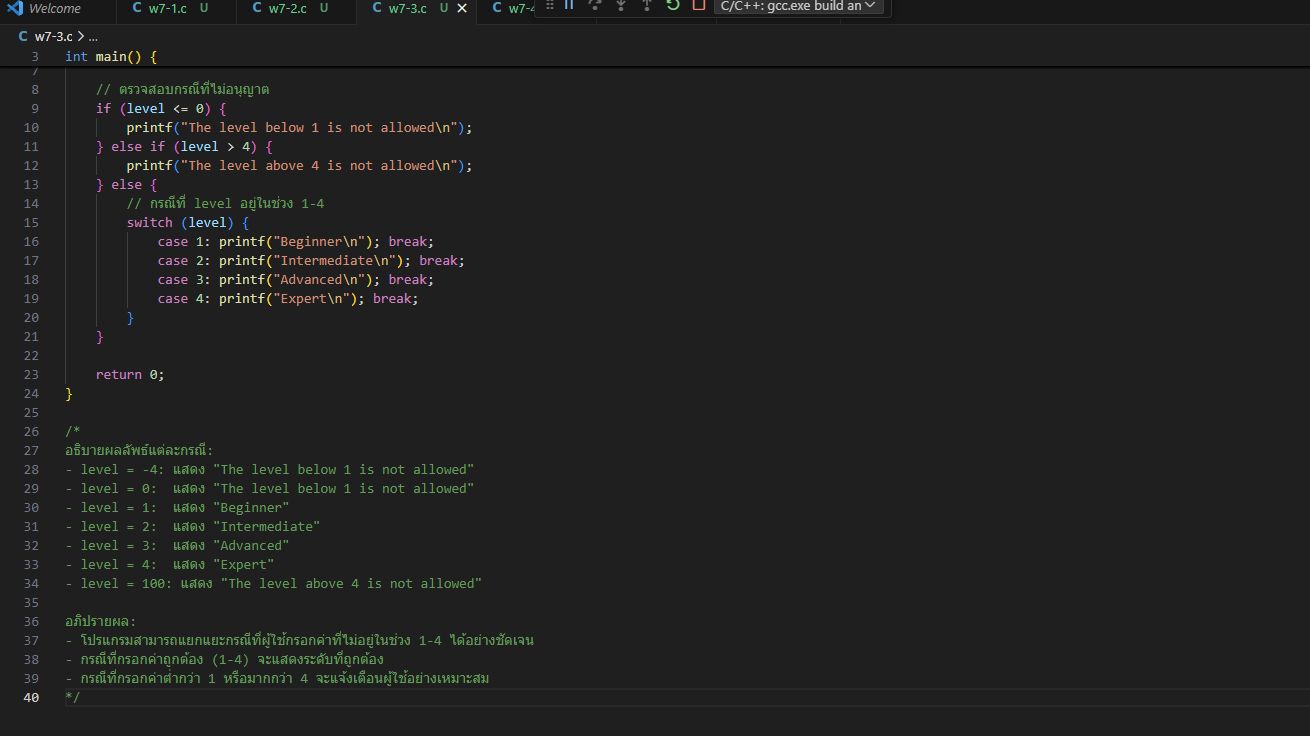 Welcome
C w7-1.c U
C w7-2.c U
C w7-3.c U
C w7-4
C/C++: gcc.exe build an
C w7-3.c > ...
3 int main() {
7
8 // ตรวจสอบกรณีที่ไม่อนุญาต
9 if (level <= 0) {
10 printf("The level below 1 is not allowed\n");
11 } else if (level > 4) {
12 printf("The level above 4 is not allowed\n");
13 } else {
14 // กรณีที่ level อยู่ในช่วง 1-4
15 switch (level) {
16 case 1: printf("Beginner\n"); break;
17 case 2: printf("Intermediate\n"); break;
18 case 3: printf("Advanced\n"); break;
19 case 4: printf("Expert\n"); break;
20 }
21 }
22
23 return 0;
24 }
25
26 /*
27 อธิบายผลลัพธ์แต่ละกรณี:
28 - level = -4: แสดง "The level below 1 is not allowed"
29 - level = 0: แสดง "The level below 1 is not allowed"
30 - level = 1: แสดง "Beginner"
31 - level = 2: แสดง "Intermediate"
32 - level = 3: แสดง "Advanced"
33 - level = 4: แสดง "Expert"
34 - level = 100: แสดง "The level above 4 is not allowed"
35
36 อภิปรายผล:
37 - โปรแกรมสามารถแยกแยะกรณีที่ผู้ใช้กรอกค่าที่ไม่อยู่ในช่วง 1-4 ได้อย่างชัดเจน
38 - กรณีที่กรอกค่าถูกต้อง (1-4) จะแสดงระดับที่ถูกต้อง
39 - กรณีที่กรอกค่าต่ำกว่า 1 หรือมากกว่า 4 จะแจ้งเตือนผู้ใช้อย่างเหมาะสม
40 */